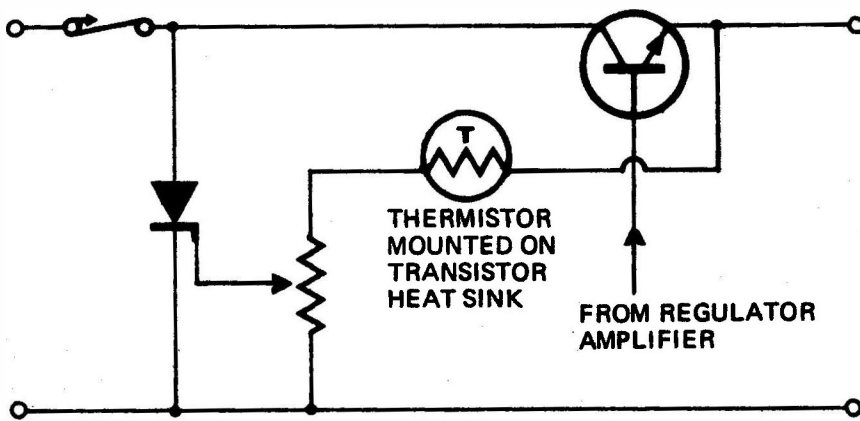 T
THERMISTOR
MOUNTED ON
TRANSISTOR
HEAT SINK
FROM REGULATOR
AMPLIFIER